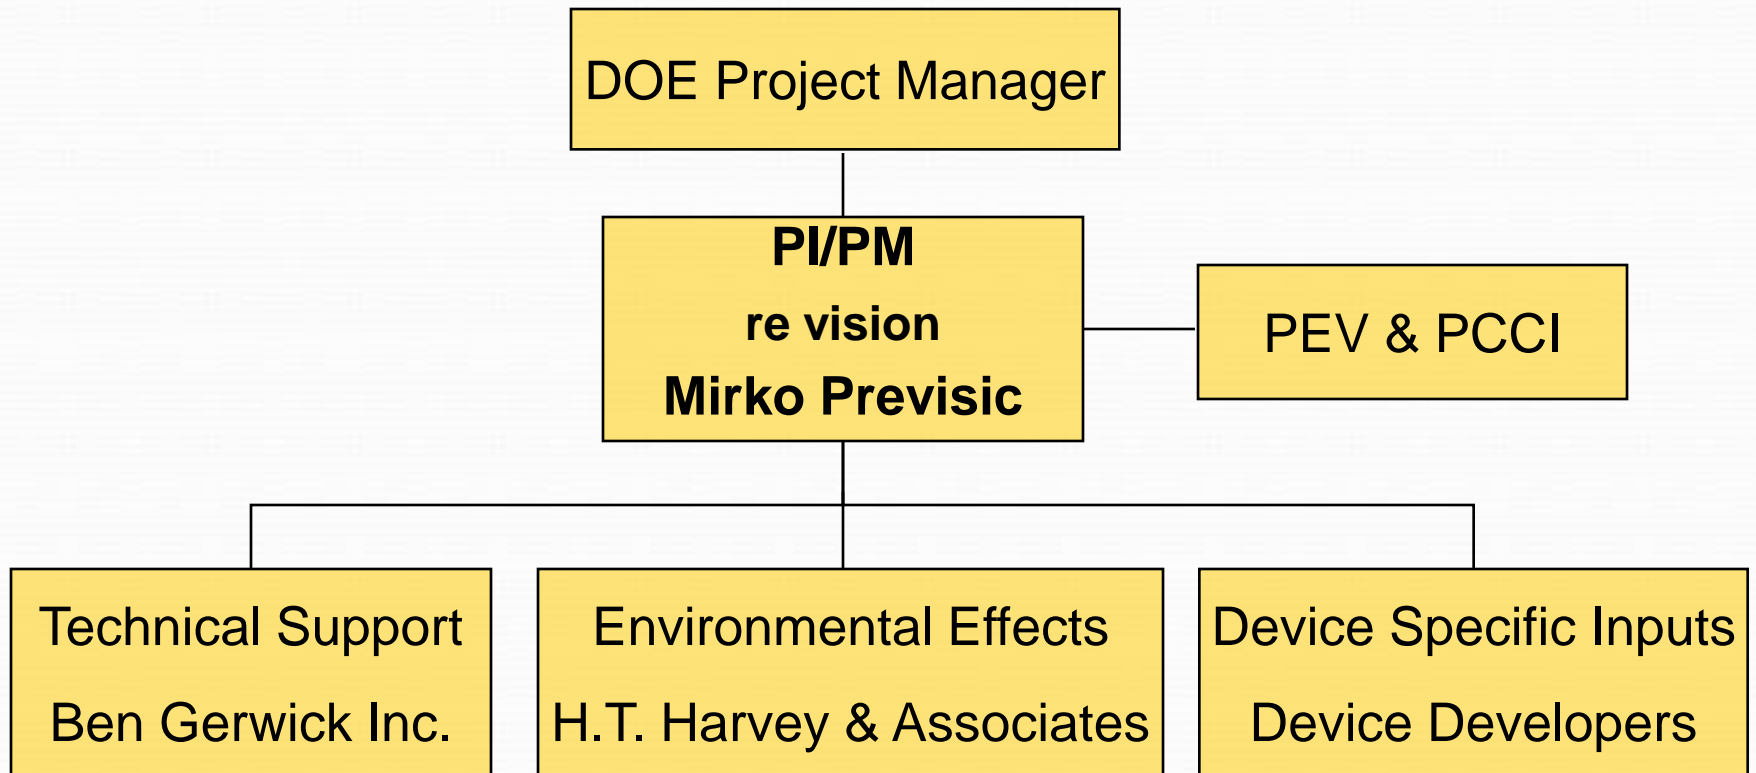 DOE Project Manager
PI/PM
re vision
Mirko Previsic
PEV & PCCI
Technical Support
Ben Gerwick Inc.
Environmental Effects
H.T. Harvey & Associates
Device Specific Inputs
Device Developers